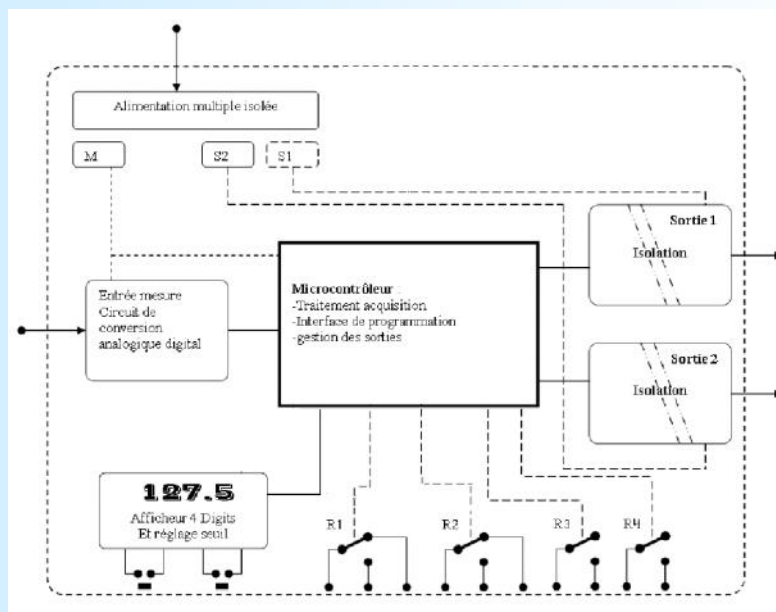 Alimentation multiple isolée
M
S2
S1
Sortie 1
Isolation
Microcontrôleur :
-Traitement acquisition
-Interface de programmation
-gestion des sorties
Entrée mesure
Circuit de
conversion
analogique digital
Sortie 2
Isolation
127.5
Afficheur 4 Digits
Et réglage seuil
R1
R2
R3
R4